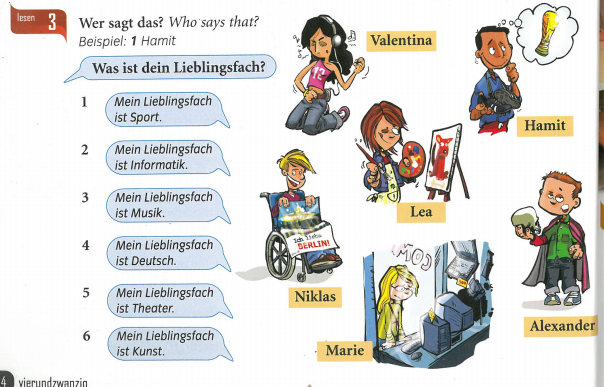 lesen 3
Wer sagt das? Who says that?
Beispiel: 1 Hamit
Was ist dein Lieblingsfach?
1 Mein Lieblingsfach
ist Sport.
2 Mein Lieblingsfach
ist Informatik.
3 Mein Lieblingsfach
ist Musik.
4 Mein Lieblingsfach
ist Deutsch.
5 Mein Lieblingsfach
ist Theater.
6 Mein Lieblingsfach
ist Kunst.
Valentina
12
Hamit
Lea
Ich liebe
BERLIN!
Niklas
Alexander
Marie
4 vierundzwanzig